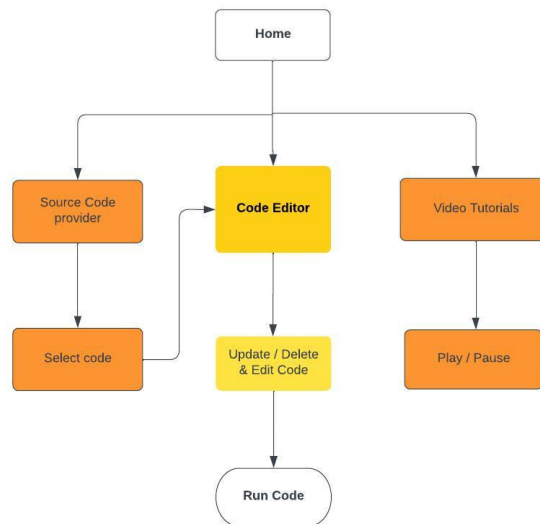 Home
Source Code
provider
Code Editor
Video Tutorials
Select code
Update / Delete
& Edit Code
Play / Pause
Run Code